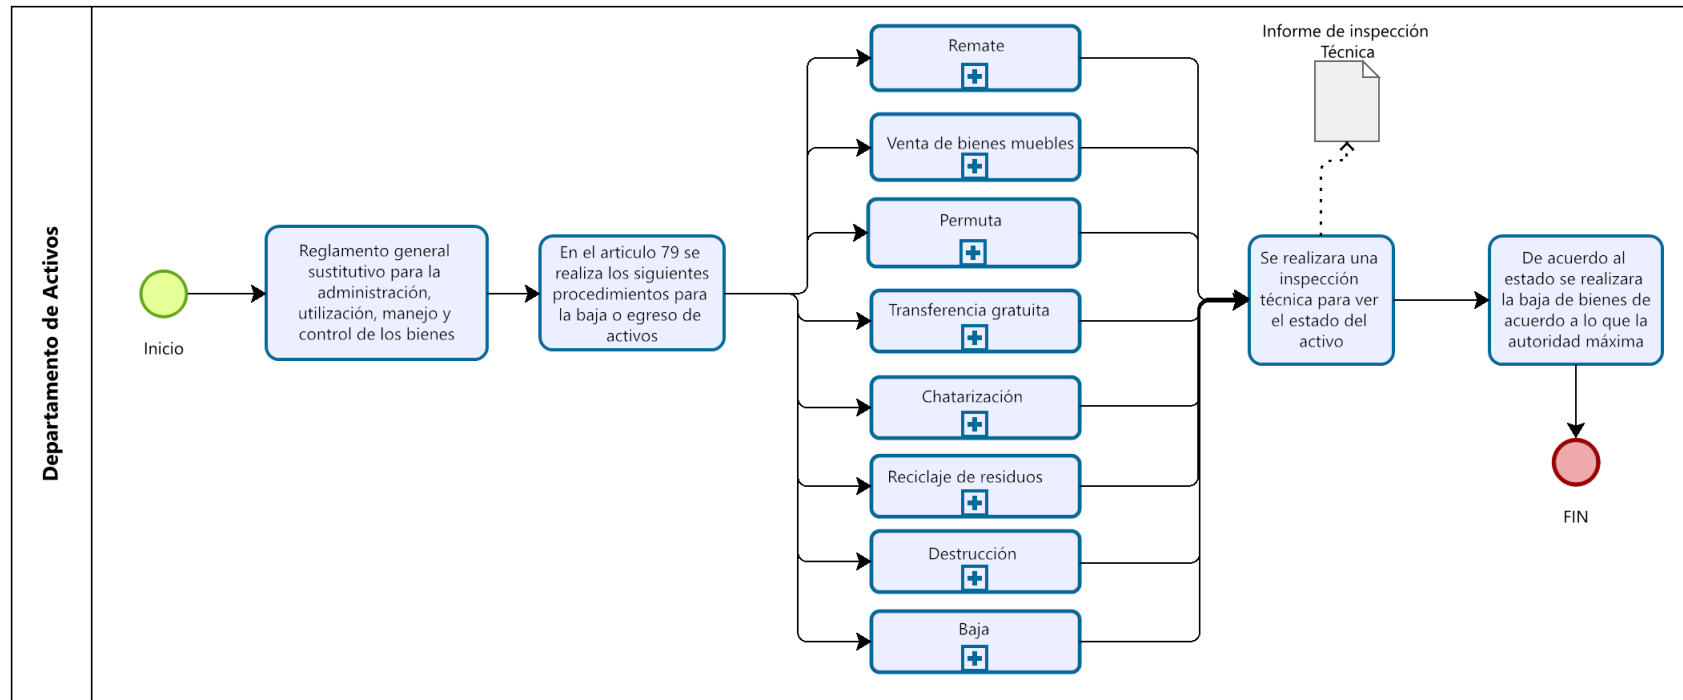 Departamento de Activos
Inicio
Reglamento general
sustitutivo para la
administración,
utilización, manejo y
control de los bienes
En el articulo 79 se
realiza los siguientes
procedimientos para
la baja o egreso de
activos
Remate
Venta de bienes muebles
Permuta
Transferencia gratuita
Chatarización
Reciclaje de residuos
Destrucción
Baja
Informe de inspección
Técnica
Se realizara una
inspección
técnica para ver
el estado del
activo
De acuerdo al
estado se realizara
la baja de bienes de
acuerdo a lo que la
autoridad máxima
FIN